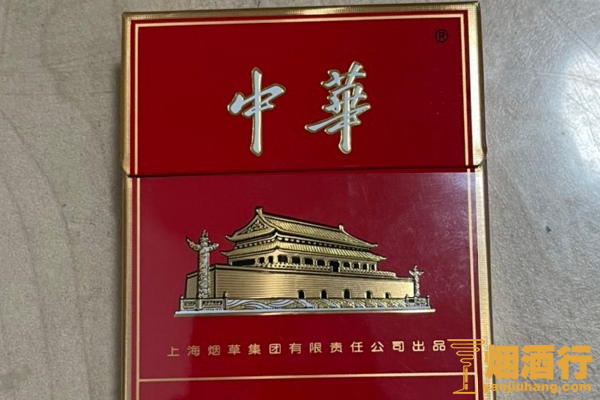 中華
®
上海烟草集团有限责任公司出品
烟酒行
yanjiuhang.com